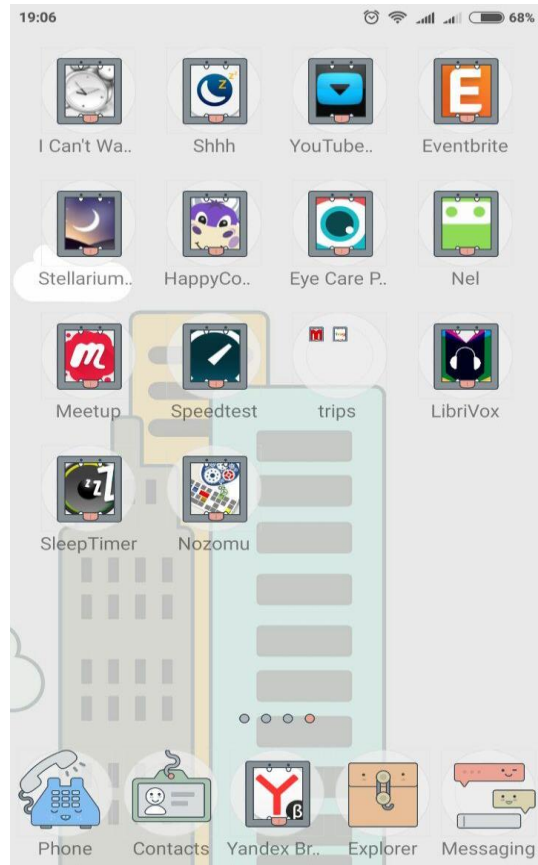 19:06 68%
I Can't Wa.. Shhh YouTube.. Eventbrite
Stellarium.. HappyCo.. Eye Care P.. Nel
Meetup Speedtest trips LibriVox
SleepTimer Nozomu
Phone Contacts Yandex Br.. Explorer Messaging